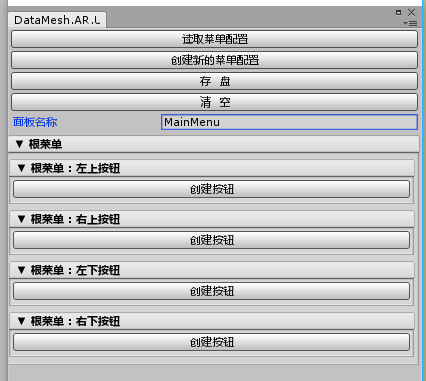 DataMesh.AR.U
读取菜单配置
创建新的菜单配置
存 盘
清 空
面板名称 MainMenu
▼ 根菜单
▼ 根菜单：左上按钮
创建按钮
▼ 根菜单：右上按钮
创建按钮
▼ 根菜单：左下按钮
创建按钮
▼ 根菜单：右下按钮
创建按钮